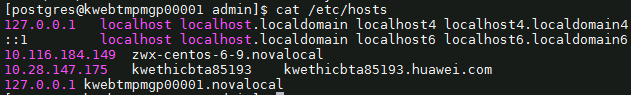 [postgres@kwebtmpmgp00001 admin]$ cat /etc/hosts
127.0.0.1   localhost localhost.localdomain localhost4 localhost4.localdomain4
::1         localhost localhost.localdomain localhost6 localhost6.localdomain6
10.116.184.149  zwx-centos-6-9.novalocal
10.28.147.175   kwethicbta85193    kwethicbta85193.huawei.com
127.0.0.1 kwebtmpmgp00001.novalocal